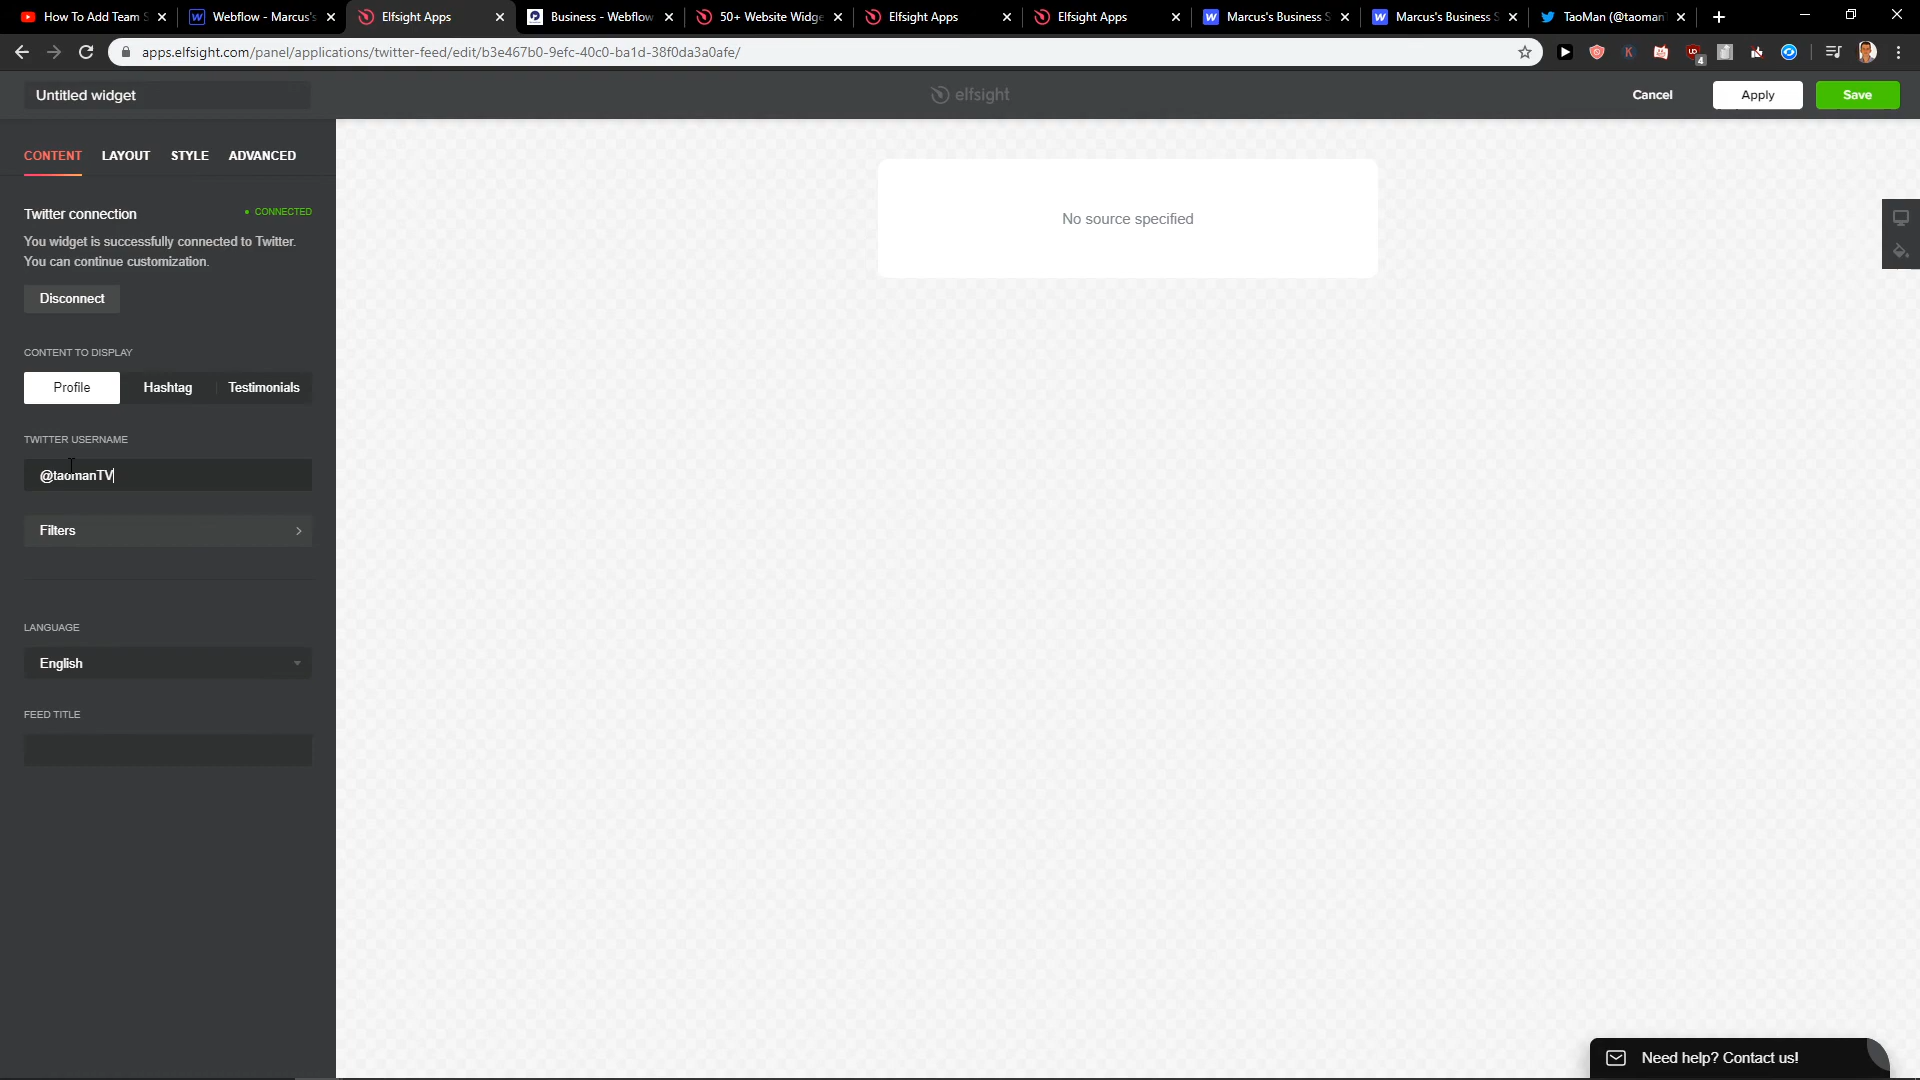 How To Add Team S
Webflow - Marcus's
Elfsight Apps
Business - Webflow
50+ Website Widge
Elfsight Apps
Elfsight Apps
Marcus's Business S
Marcus's Business S
TaoMan (@taoman
apps.elfsight.com/panel/applications/twitter-feed/edit/b3e467b0-9efc-40c0-ba1d-38f0da3a0afe/
K
4
Untitled widget
elfsight
Cancel
Apply
Save
CONTENT
LAYOUT
STYLE
ADVANCED
Twitter connection
• CONNECTED
You widget is successfully connected to Twitter.
You can continue customization.
Disconnect
CONTENT TO DISPLAY
Profile
Hashtag
Testimonials
TWITTER USERNAME
@taomanTV
Filters
LANGUAGE
English
FEED TITLE
No source specified
Need help? Contact us!